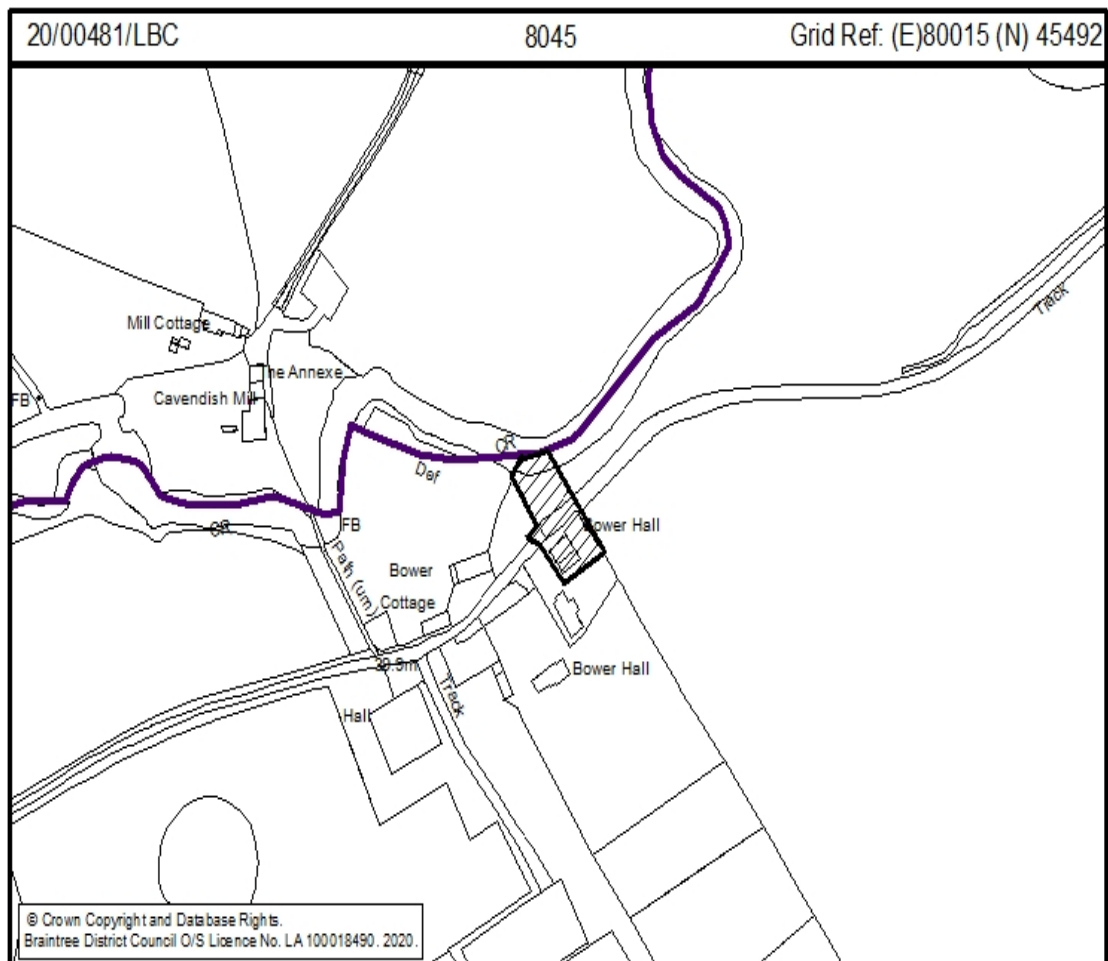 20/00481/LBC 8045 Grid Ref: (E)80015 (N) 45492
Track
Mill Cottage
he Annexe
FB
Cavendish Mill
CR
Def
CR
FB
Bower Hall
Path (um)
Bower
Cottage
Bower Hall
Track
Hall
© Crown Copyright and Database Rights.
Braintree District Council O/S Licence No. LA 100018490. 2020.